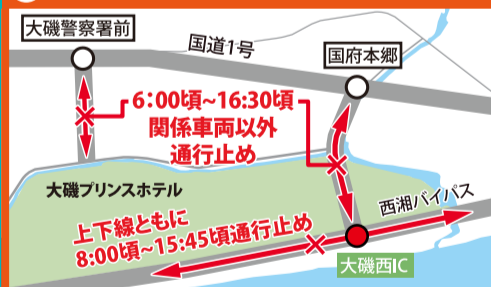 大磯警察署前
国道1号
国府本郷
6:00頃~16:30頃
関係車両以外
通行止め
大磯プリンスホテル
西湘バイパス
上下線ともに
8:00頃~15:45頃通行止め
大磯西IC